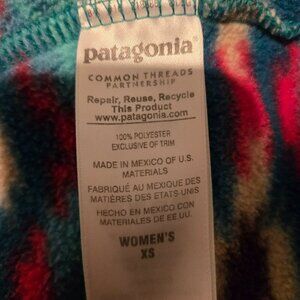 patagonia®
COMMON THREADS
PARTNERSHIP
Repair, Reuse, Recycle
This Product
www.patagonia.com
100% POLYESTER
EXCLUSIVE OF TRIM
MADE IN MEXICO OF U.S.
MATERIALS
FABRIQUÉ AU MEXIQUE DES
MATIÈRES DES ETATS-UNIS
HECHO EN MEXICO CON
MATERIALES DE EE.UU.
WOMEN'S
XS